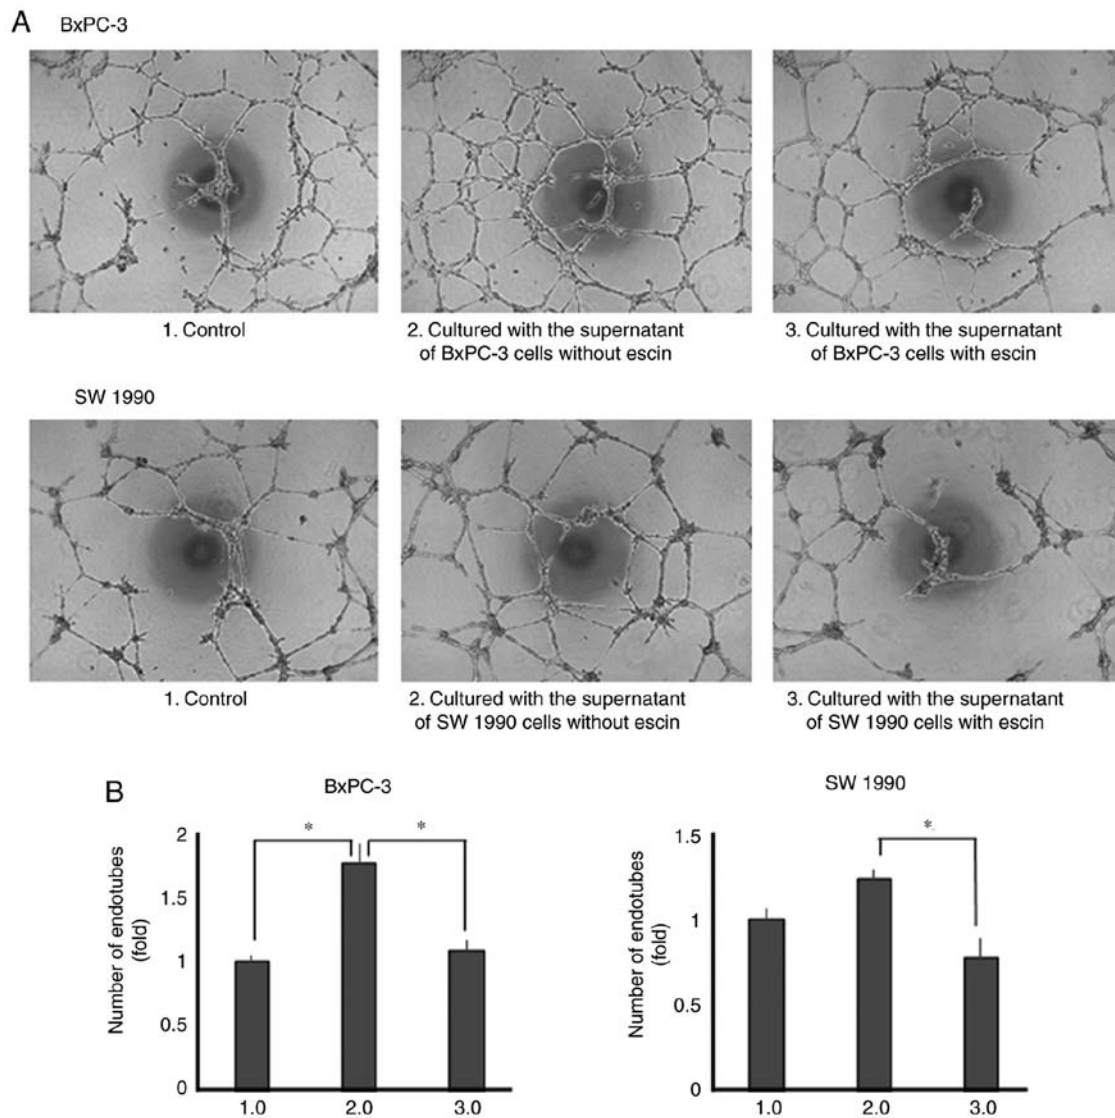 A
BxPC-3
1. Control
2. Cultured with the supernatant
of BxPC-3 cells without escin
3. Cultured with the supernatant
of BxPC-3 cells with escin
SW 1990
1. Control
2. Cultured with the supernatant
of SW 1990 cells without escin
3. Cultured with the supernatant
of SW 1990 cells with escin
B
BxPC-3
Number of endotubes
(fold)
2
1.5
1
0.5
0
*
*
1.0
2.0
3.0
SW 1990
Number of endotubes
(fold)
1.5
1
0.5
0
*
1.0
2.0
3.0